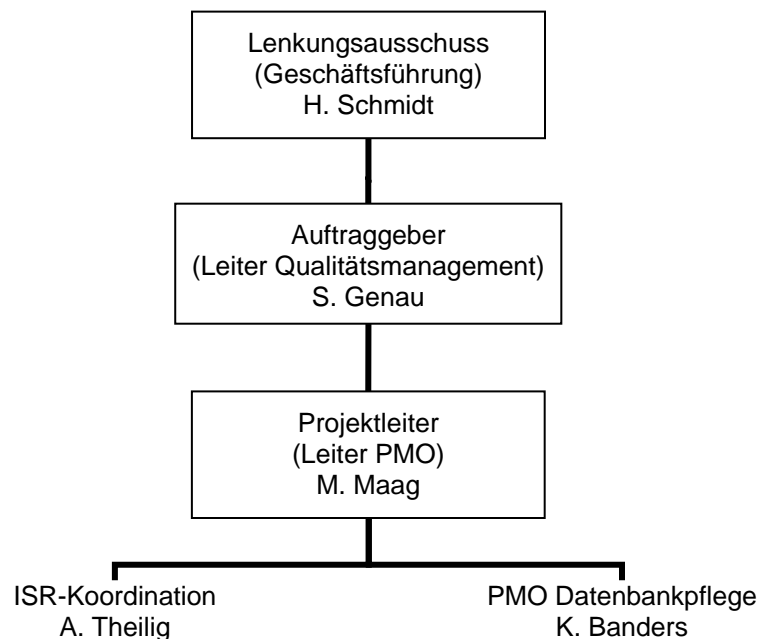 Lenkungsausschuss
(Geschäftsführung)
H. Schmidt
Auftraggeber
(Leiter Qualitätsmanagement)
S. Genau
Projektleiter
(Leiter PMO)
M. Maag
ISR-Koordination
A. Theilig
PMO Datenbankpflege
K. Banders